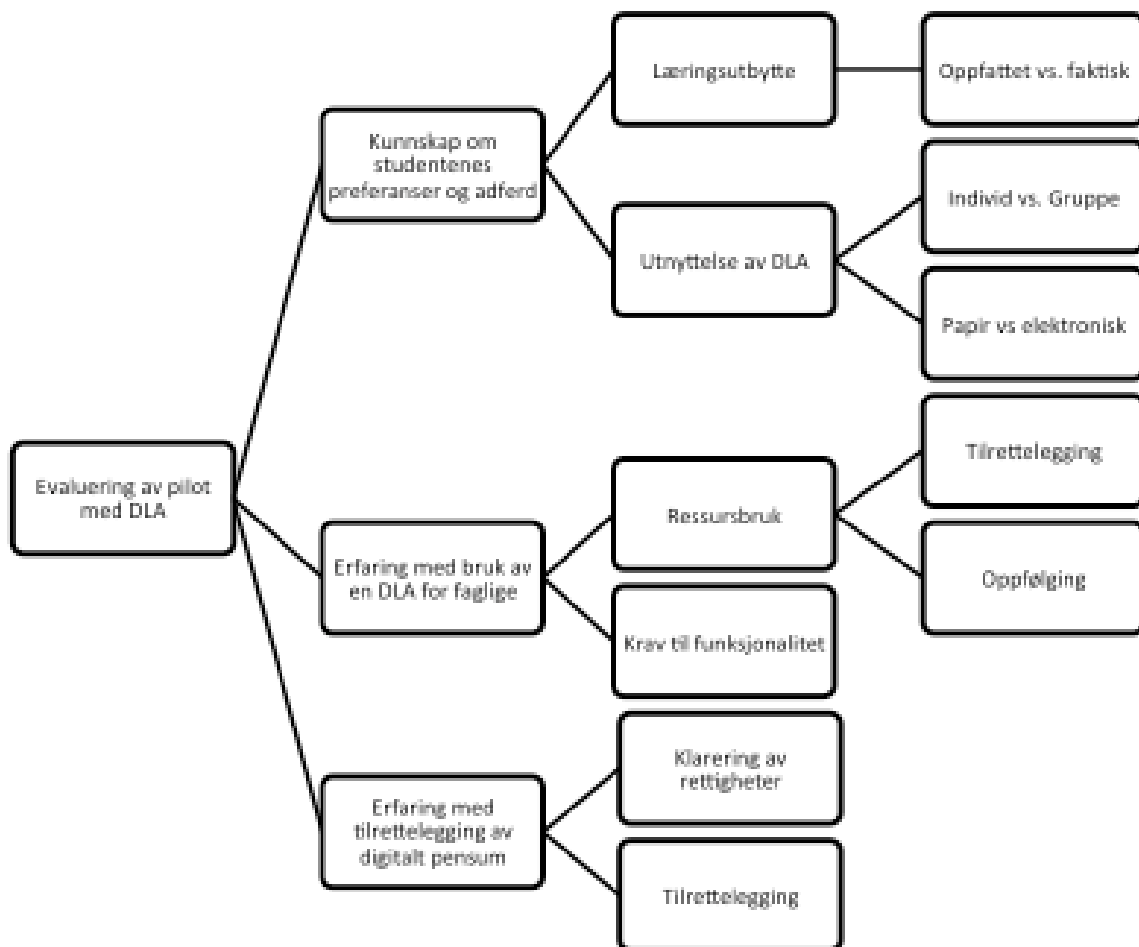 Læringsutbytte
Oppfattet vs. faktisk
Kunnskap om
studentenes
preferanser og adferd
Individ vs. Gruppe
Utnyttelse av DLA
Papir vs elektronisk
Evaluering av pilot
med DLA
Tilrettelegging
Ressursbruk
Erfaring med bruk av
en DLA for faglige
Oppfølging
Krav til funksjonalitet
Klarering av
rettigheter
Erfaring med
tilrettelegging av
digitalt pensum
Tilrettelegging